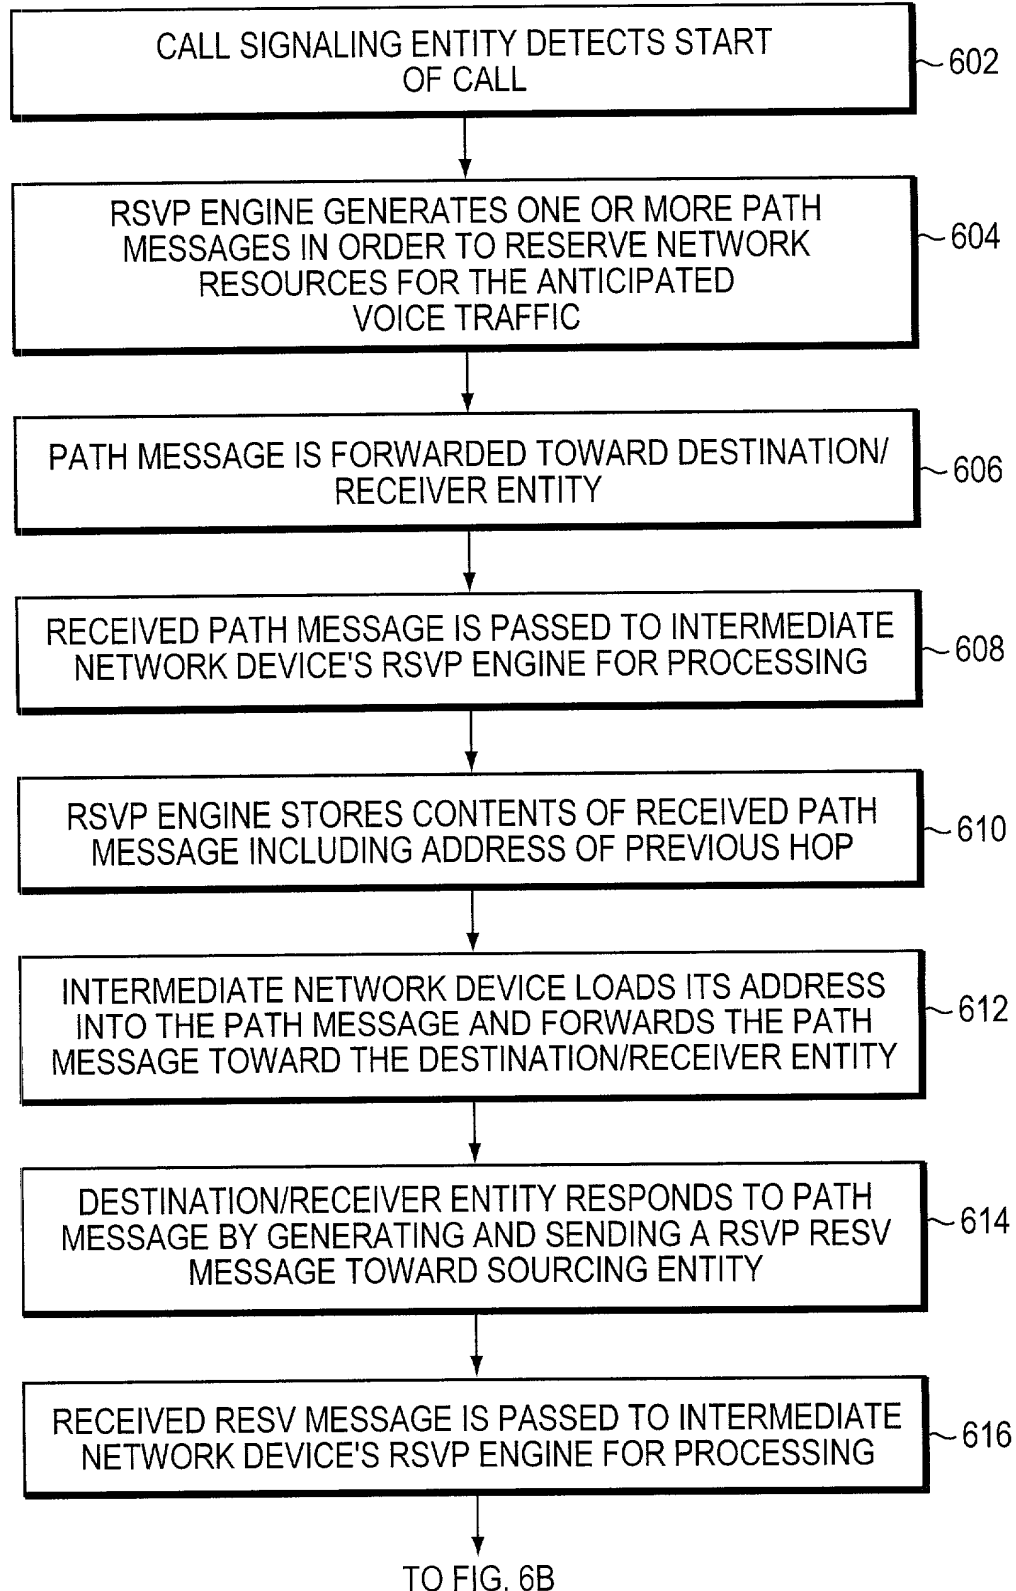 CALL SIGNALING ENTITY DETECTS START
OF CALL
602
RSVP ENGINE GENERATES ONE OR MORE PATH
MESSAGES IN ORDER TO RESERVE NETWORK
RESOURCES FOR THE ANTICIPATED
VOICE TRAFFIC
604
PATH MESSAGE IS FORWARDED TOWARD DESTINATION/
RECEIVER ENTITY
606
RECEIVED PATH MESSAGE IS PASSED TO INTERMEDIATE
NETWORK DEVICE'S RSVP ENGINE FOR PROCESSING
608
RSVP ENGINE STORES CONTENTS OF RECEIVED PATH
MESSAGE INCLUDING ADDRESS OF PREVIOUS HOP
610
INTERMEDIATE NETWORK DEVICE LOADS ITS ADDRESS
INTO THE PATH MESSAGE AND FORWARDS THE PATH
MESSAGE TOWARD THE DESTINATION/RECEIVER ENTITY
612
DESTINATION/RECEIVER ENTITY RESPONDS TO PATH
MESSAGE BY GENERATING AND SENDING A RSVP RESV
MESSAGE TOWARD SOURCING ENTITY
614
RECEIVED RESV MESSAGE IS PASSED TO INTERMEDIATE
NETWORK DEVICE'S RSVP ENGINE FOR PROCESSING
616
TO FIG. 6B